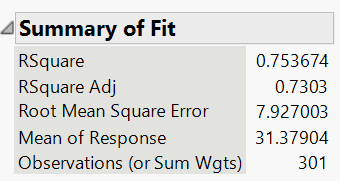 Summary of Fit
RSquare 0.753674
RSquare Adj 0.7303
Root Mean Square Error 7.927003
Mean of Response 31.37904
Observations (or Sum Wgts) 301